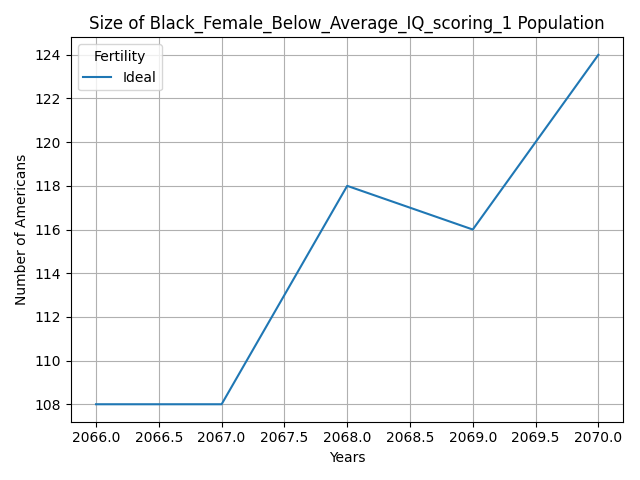 Size of Black_Female_Below_Average_IQ_scoring_1 Population
Fertility
Ideal
Number of Americans
124
122
120
118
116
114
112
110
108
2066.0 2066.5 2067.0 2067.5 2068.0 2068.5 2069.0 2069.5 2070.0
Years